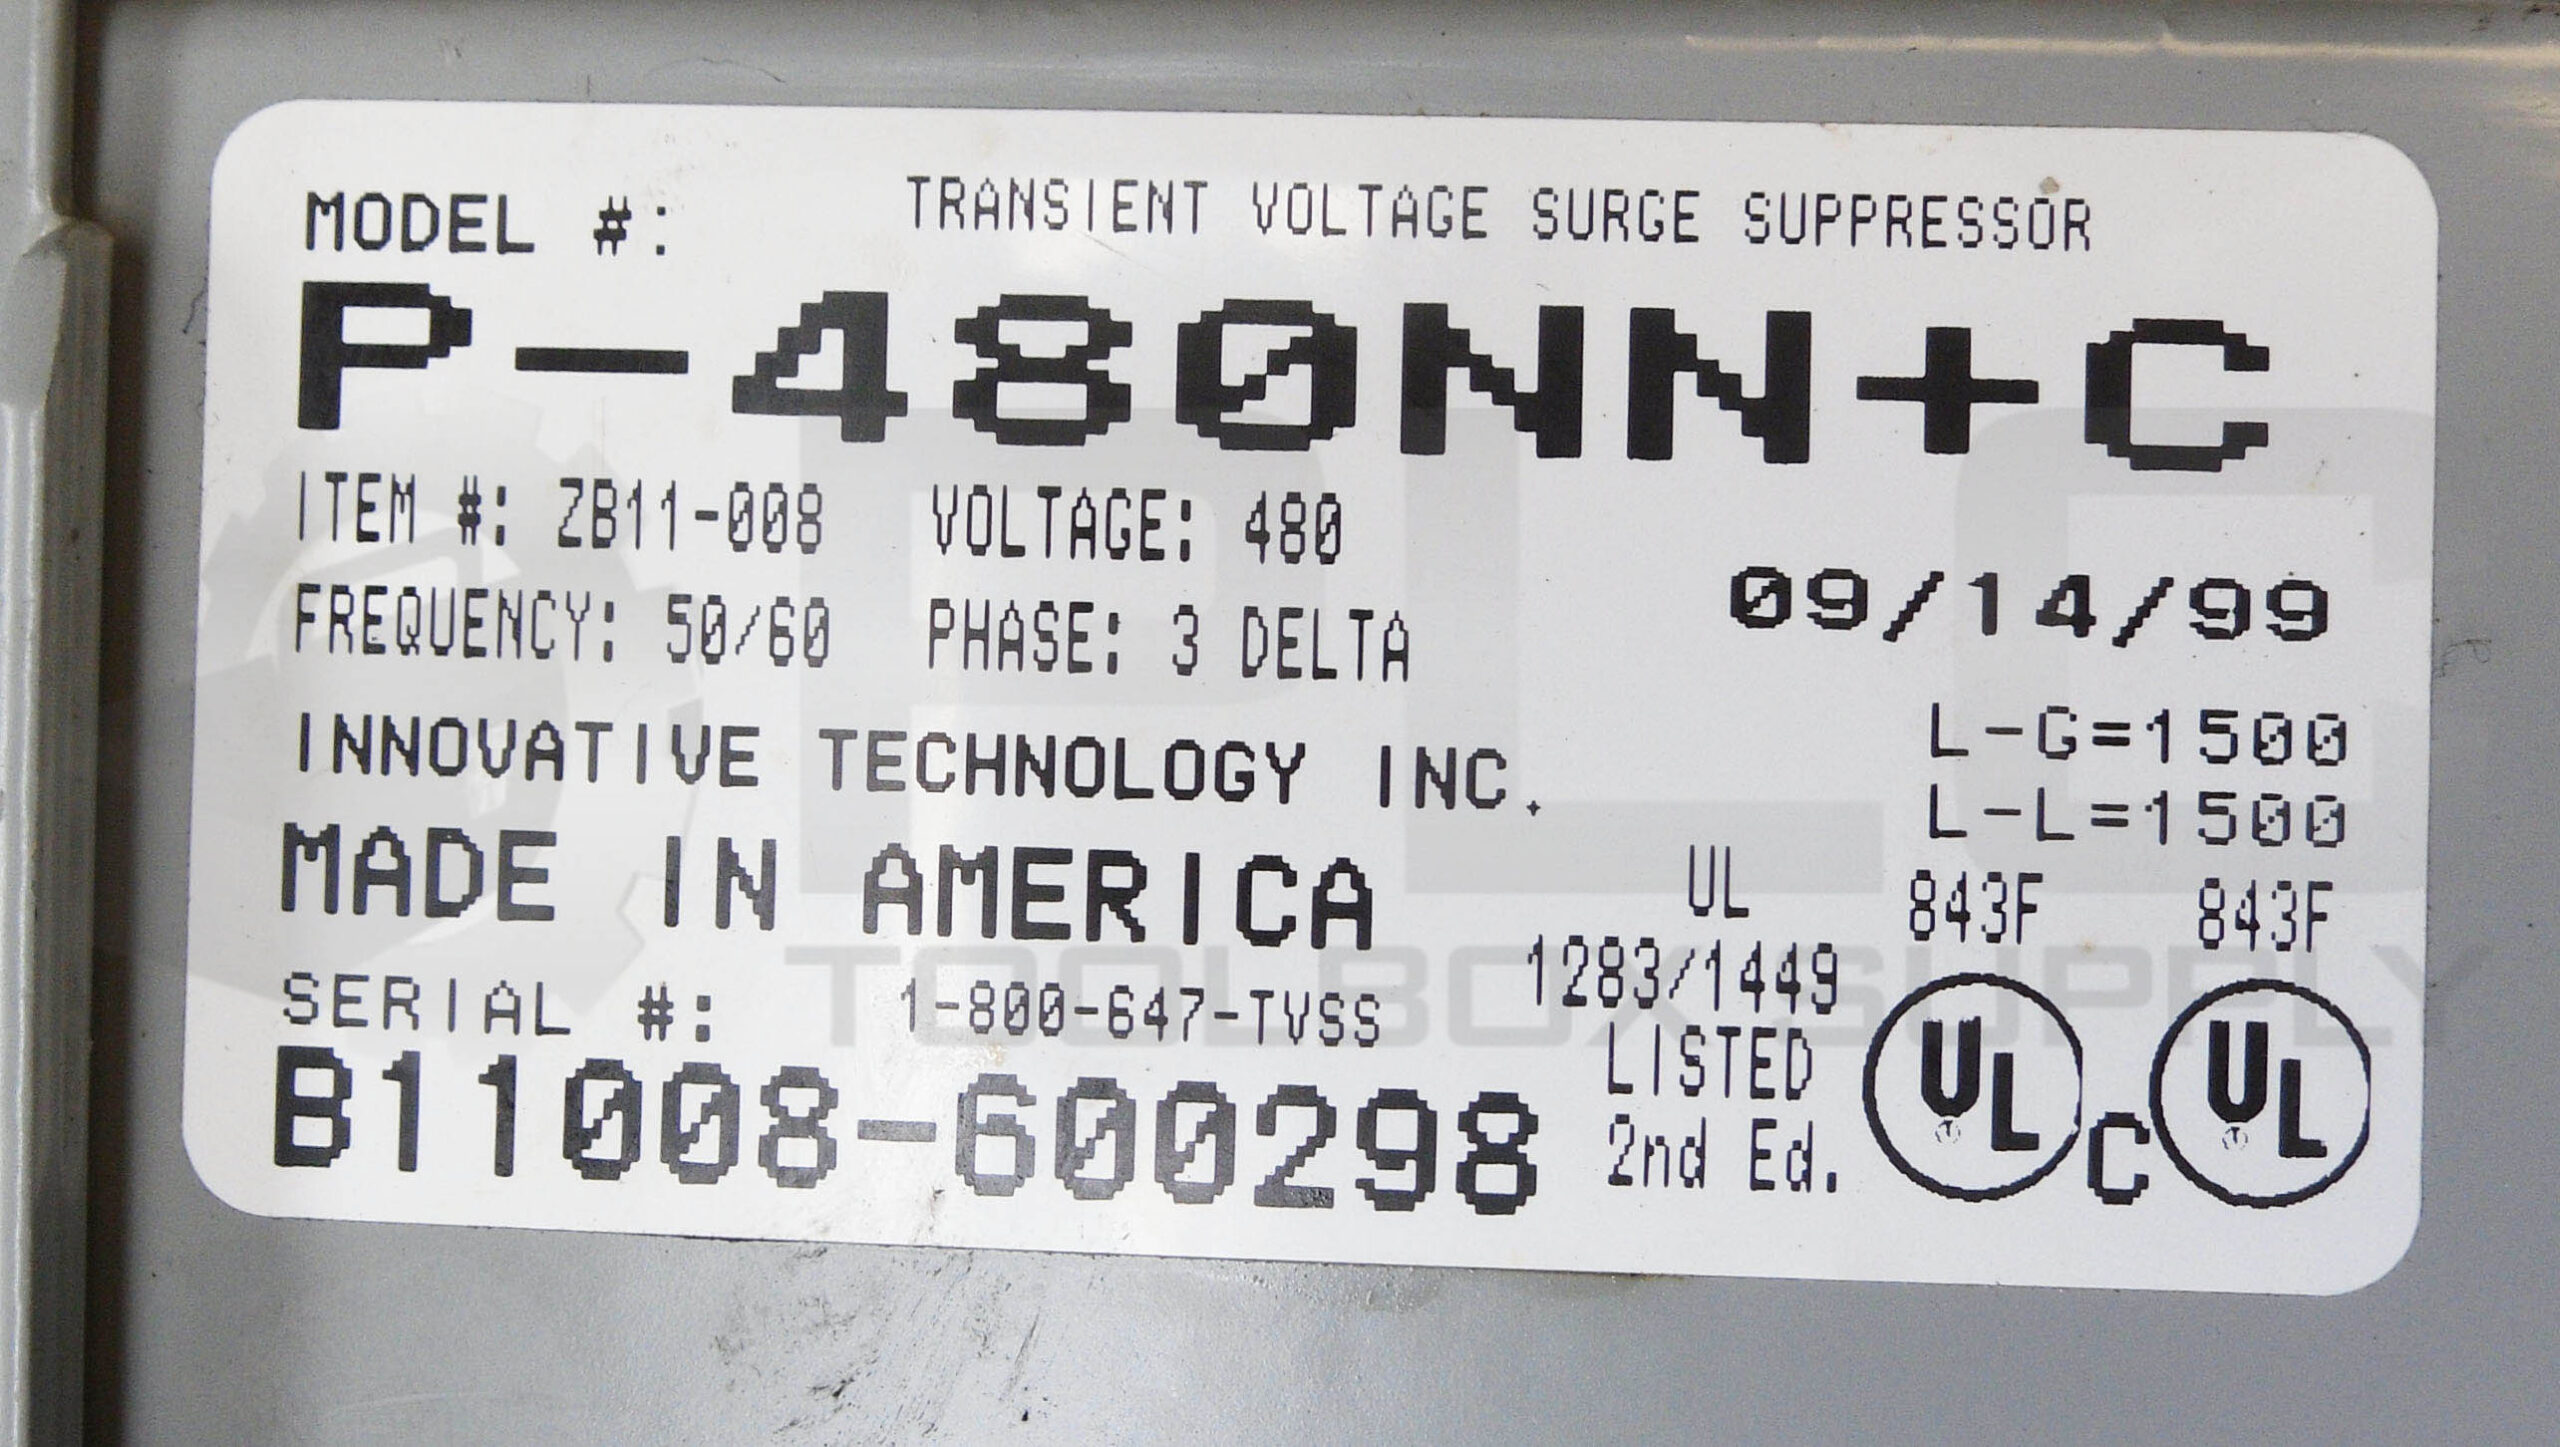 MODEL #: TRANSIENT VOLTAGE SURGE SUPPRESSOR
P-480NN+C
ITEM #: ZB11-008 VOLTAGE: 480
FREQUENCY: 50/60 PHASE: 3 DELTA
09/14/99
INNOVATIVE TECHNOLOGY INC.
L-G=1500
L-L=1500
MADE IN AMERICA
SERIAL #: 1-800-647-TVSS
B11008-600298
UL
1283/1449
LISTED
2nd Ed.
843F 843F
UL C UL
PLC
TOOLBOX SUPPLY